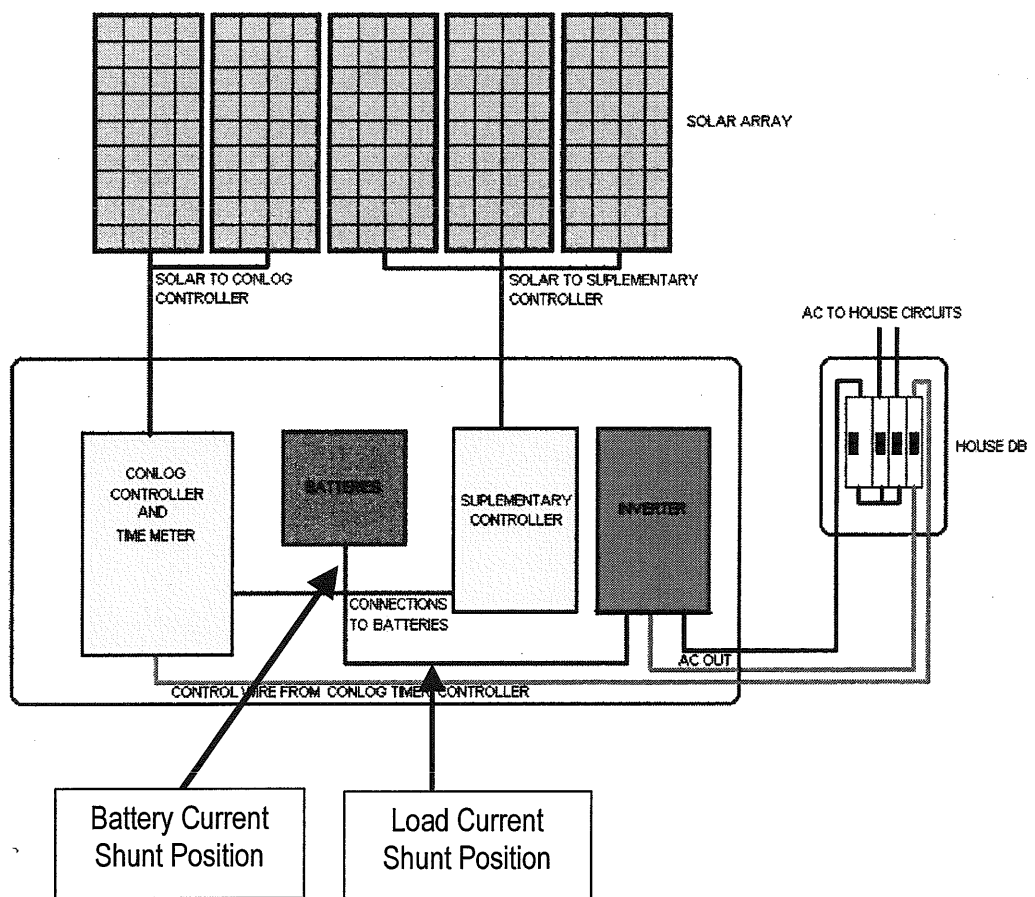 SOLAR ARRAY
SOLAR TO CONLOG
CONTROLLER
SOLAR TO SUPLEMENTARY
CONTROLLER
AC TO HOUSE CIRCUITS
HOUSE DB
CONLOG
CONTROLLER
AND
TIME METER
BATTERIES
SUPLEMENTARY
CONTROLLER
INVERTER
CONNECTIONS
TO BATTERIES
AC OUT
CONTROL WIRE FROM CONLOG TIMER CONTROLLER
Battery Current
Shunt Position
Load Current
Shunt Position